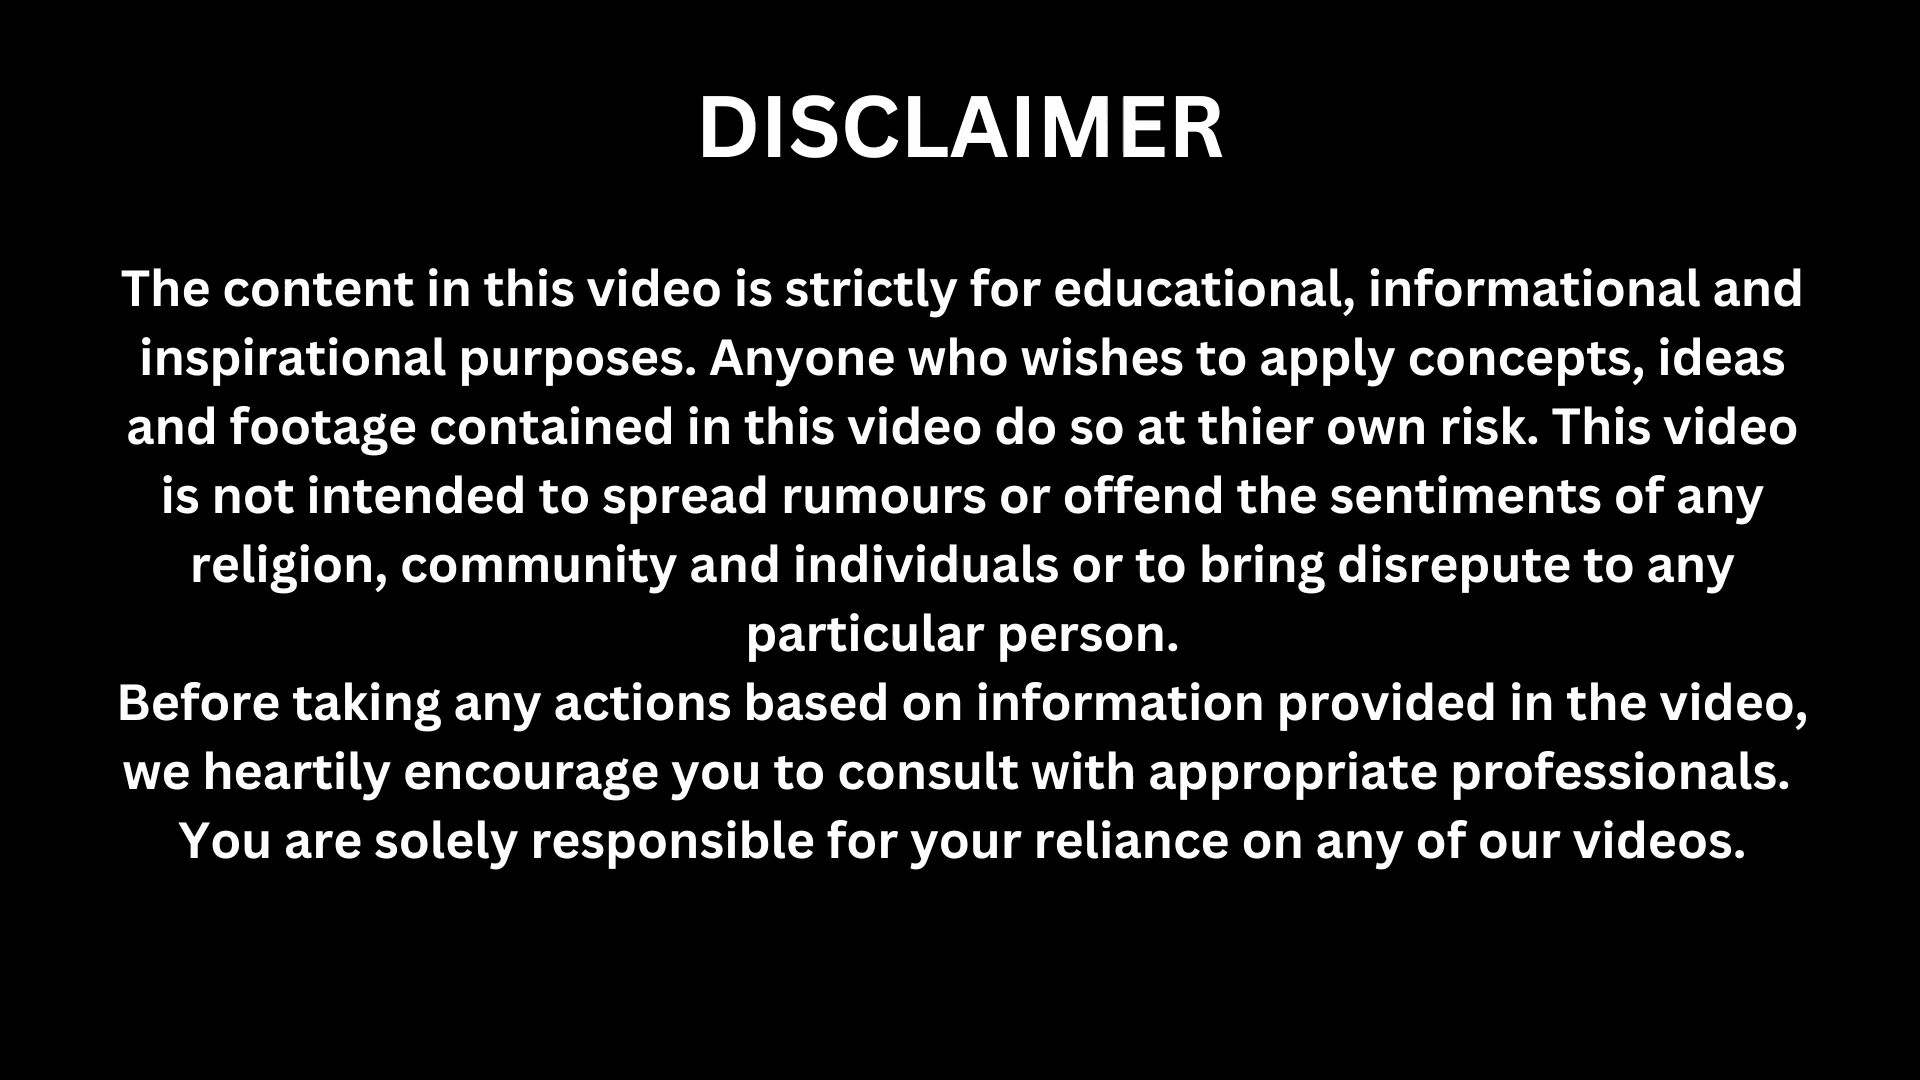 DISCLAIMER
The content in this video is strictly for educational, informational and
inspirational purposes. Anyone who wishes to apply concepts, ideas
and footage contained in this video do so at thier own risk. This video
is not intended to spread rumours or offend the sentiments of any
religion, community and individuals or to bring disrepute to any
particular person.
Before taking any actions based on information provided in the video,
we heartily encourage you to consult with appropriate professionals.
You are solely responsible for your reliance on any of our videos.